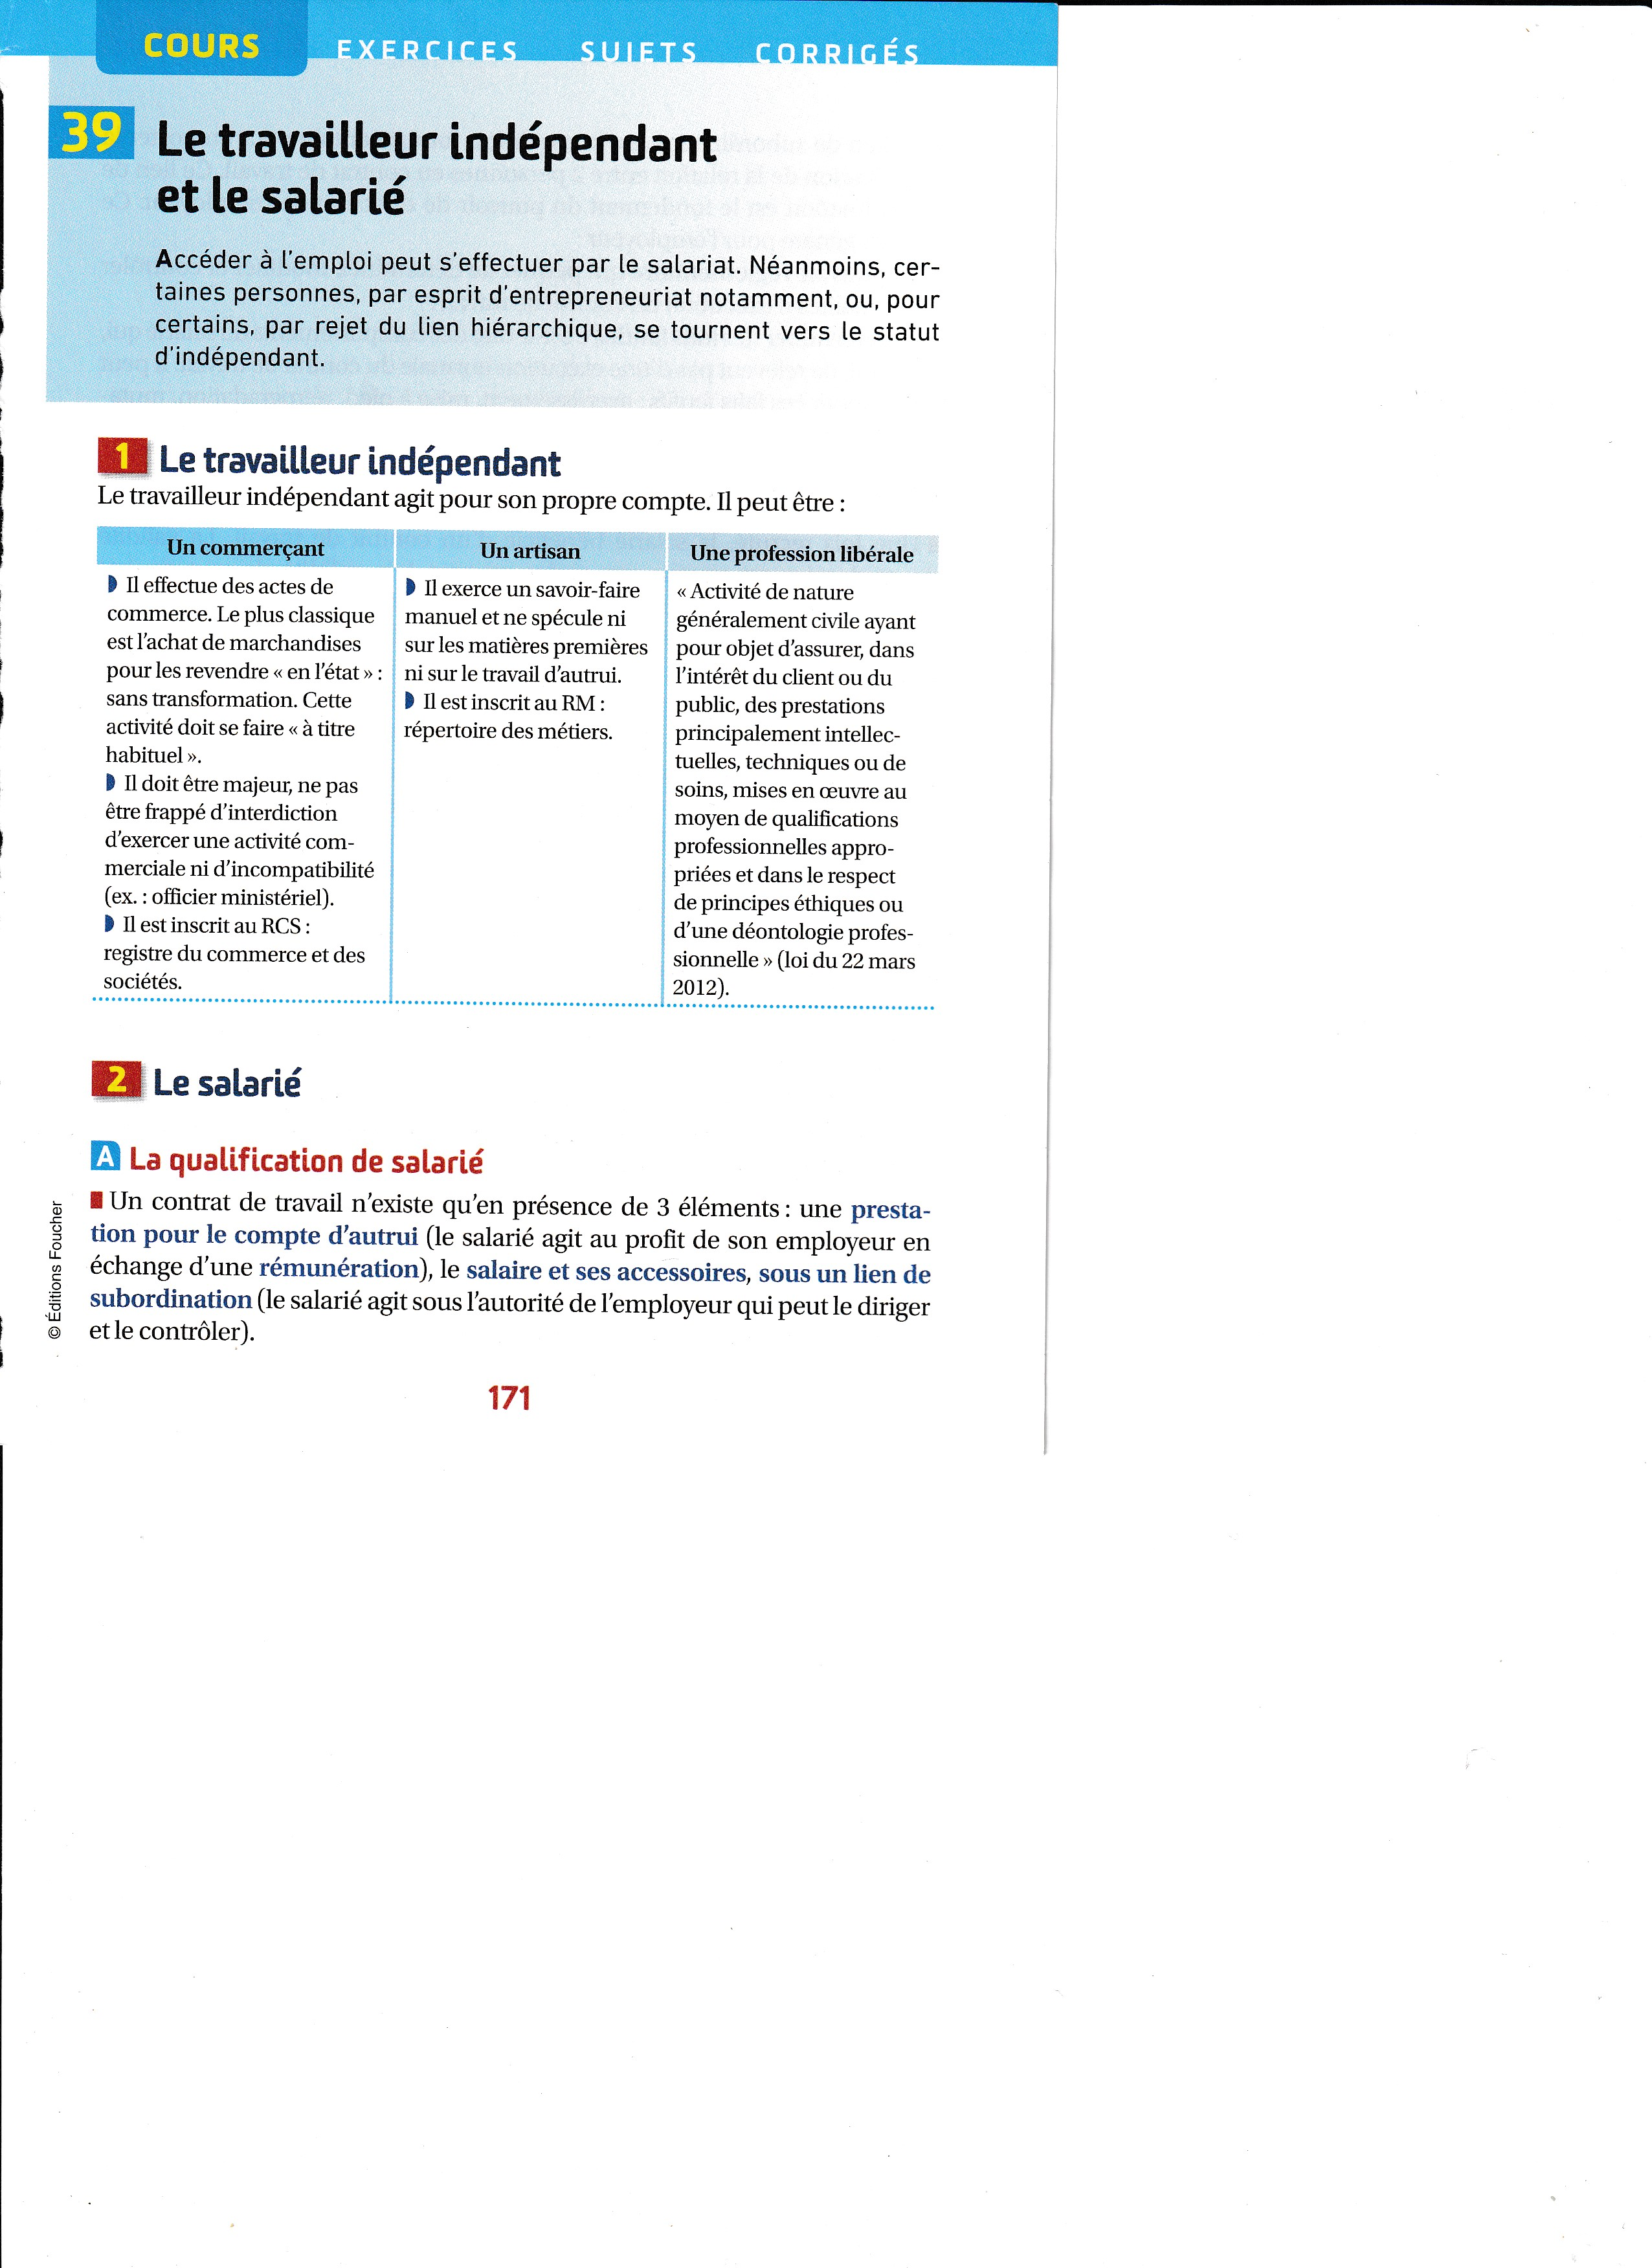 COURS EXERCICES SUJETS CORRIGÉS
39 Le travailleur indépendant
et le salarié
Accéder à l'emploi peut s'effectuer par le salariat. Néanmoins, cer-
taines personnes, par esprit d'entrepreneuriat notamment, ou, pour
certains, par rejet du lien hiérarchique, se tournent vers le statut
d'indépendant.
1 Le travailleur indépendant
Le travailleur indépendant agit pour son propre compte. Il peut être :
Un commerçant
Il effectue des actes de
commerce. Le plus classique
est l'achat de marchandises
pour les revendre « en l'état » :
sans transformation. Cette
activité doit se faire « à titre
habituel ».
Il doit être majeur, ne pas
être frappé d'interdiction
d'exercer une activité com-
merciale ni d'incompatibilité
(ex. : officier ministériel).
Il est inscrit au RCS :
registre du commerce et des
sociétés.
Un artisan
Il exerce un savoir-faire
manuel et ne spécule ni
sur les matières premières
ni sur le travail d'autrui.
Il est inscrit au RM :
répertoire des métiers.
Une profession libérale
« Activité de nature
généralement civile ayant
pour objet d'assurer, dans
l'intérêt du client ou du
public, des prestations
principalement intellec-
tuelles, techniques ou de
soins, mises en œuvre au
moyen de qualifications
professionnelles appro-
priées et dans le respect
de principes éthiques ou
d'une déontologie profes-
sionnelle » (loi du 22 mars
2012).
2 Le salarié
A La qualification de salarié
Un contrat de travail n'existe qu'en présence de 3 éléments : une presta-
tion pour le compte d'autrui (le salarié agit au profit de son employeur en
échange d'une rémunération), le salaire et ses accessoires, sous un lien de
subordination (le salarié agit sous l'autorité de l'employeur qui peut le diriger
et le contrôler).
© Éditions Foucher
171